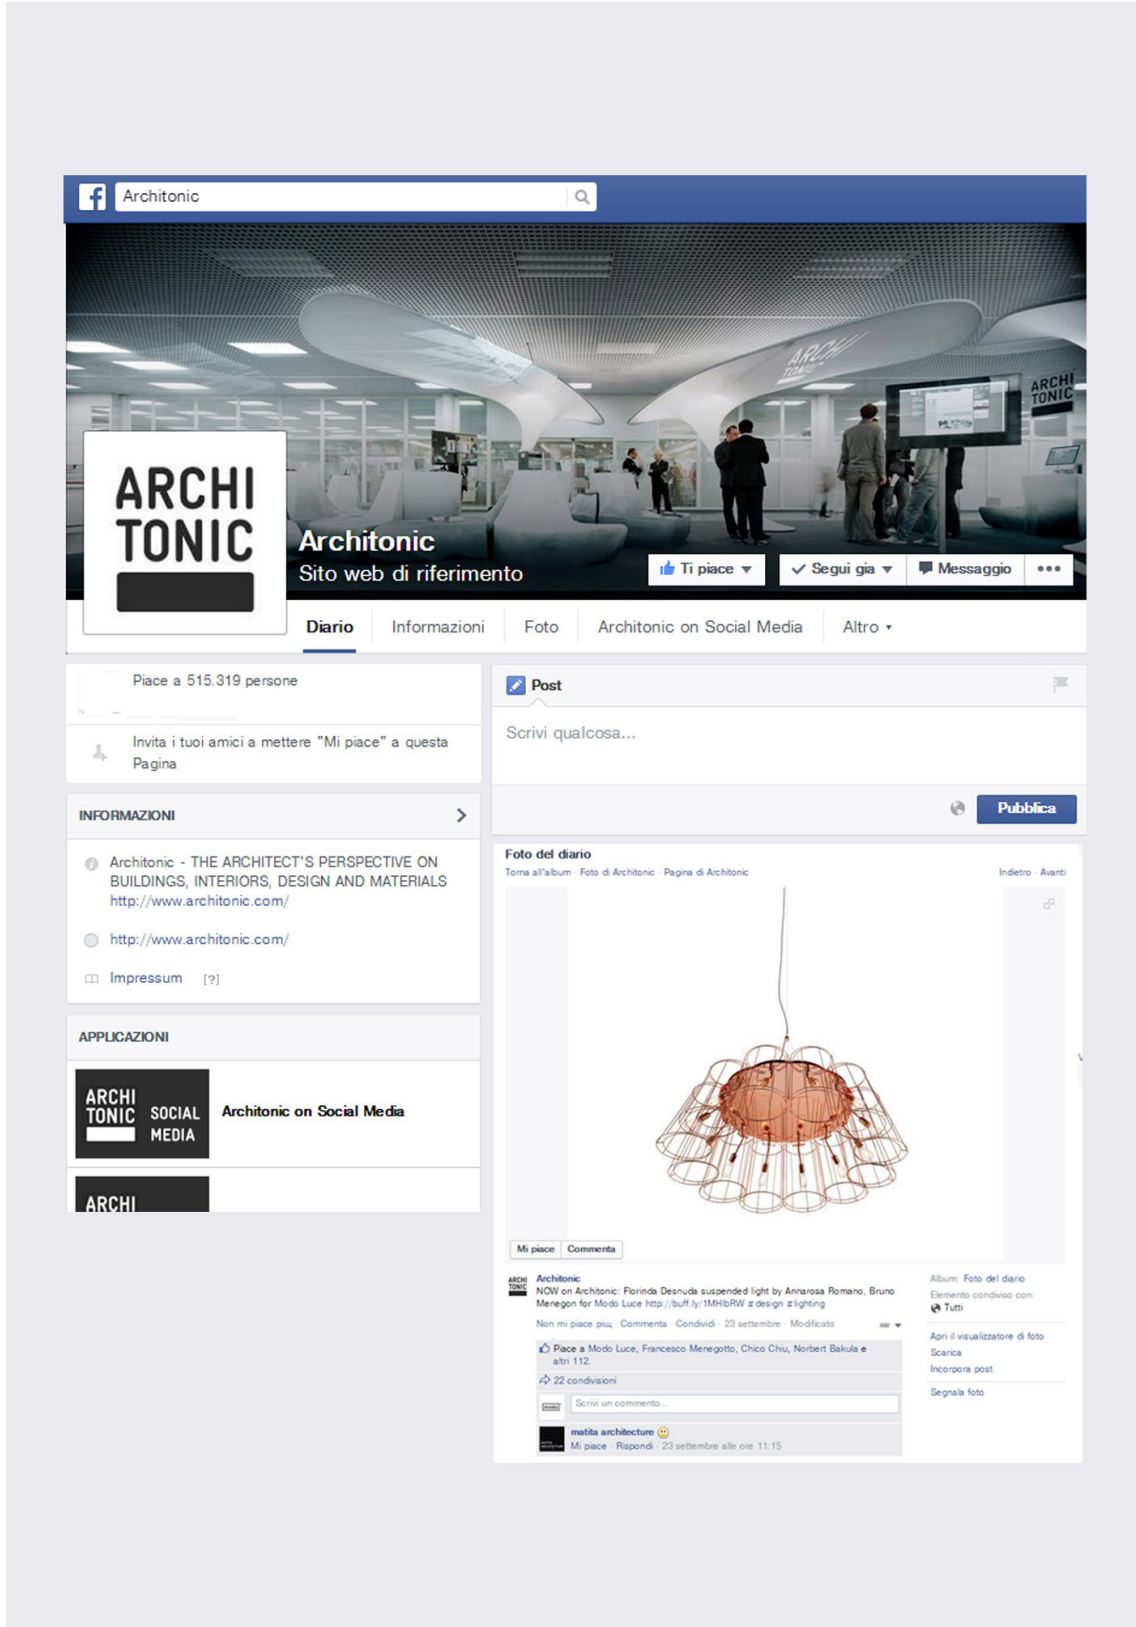 Architonic
ARCHI
TONIC
ARCHI
TONIC
ARCHI
TONIC
Architonic
Sito web di riferimento
Ti piace
Segui gia
Messaggio
Diario
Informazioni
Foto
Architonic on Social Media
Altro
Piace a 515.319 persone
Invita i tuoi amici a mettere "Mi piace" a questa
Pagina
INFORMAZIONI
Architonic - THE ARCHITECT'S PERSPECTIVE ON
BUILDINGS, INTERIORS, DESIGN AND MATERIALS
http://www.architonic.com/
http://www.architonic.com/
Impressum [?]
APPLICAZIONI
ARCHI
TONIC SOCIAL
MEDIA
Architonic on Social Media
ARCHI
Post
Scrivi qualcosa...
Pubblica
Foto del diario
Torna all'album · Foto di Architonic · Pagina di Architonic
Indietro · Avanti
Mi piace
Commenta
ARCHI
TONIC
Architonic
NOW on Architonic: Florinda Desnuda suspended light by Annarosa Romano, Bruno
Menegon for Modo Luce http://buff.ly/1MHlbRW #design #lighting
Non mi piace piщ · Commenta · Condividi · 23 settembre · Modificato
Piace a Modo Luce, Francesco Menegotto, Chico Chiu, Norbert Bakula e
altri 112.
22 condivisioni
modo
Scrivi un commento...
matita architecture
Mi piace · Rispondi · 23 settembre alle ore 11:15
Album: Foto del diario
Elemento condiviso con:
Tutti
Apri il visualizzatore di foto
Scarica
Incorpora post
Segnala foto